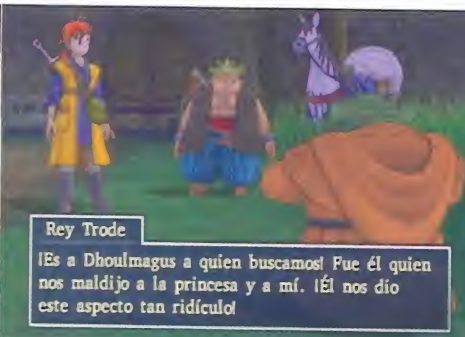 Rey Trode
¡Es a Dhoulmagus a quien buscamos! Fue él quien
nos maldijo a la princesa y a mí. ¡Él nos dio
este aspecto tan ridículo!